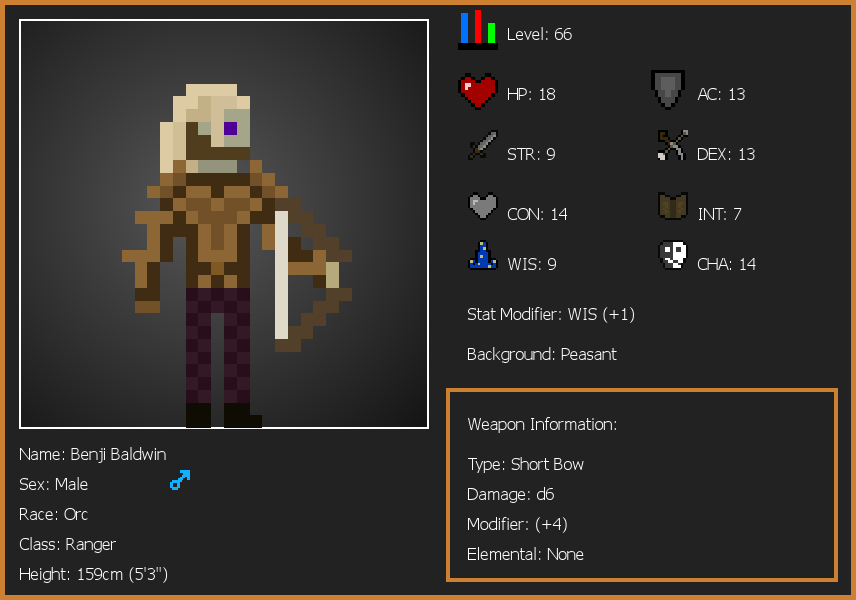 Level: 66
HP: 18
AC: 13
STR: 9
DEX: 13
CON: 14
INT: 7
WIS: 9
CHA: 14
Stat Modifier: WIS (+1)
Background: Peasant
Weapon Information:
Type: Short Bow
Damage: d6
Modifier: (+4)
Elemental: None
Name: Benji Baldwin
Sex: Male
Race: Orc
Class: Ranger
Height: 159cm (5'3")